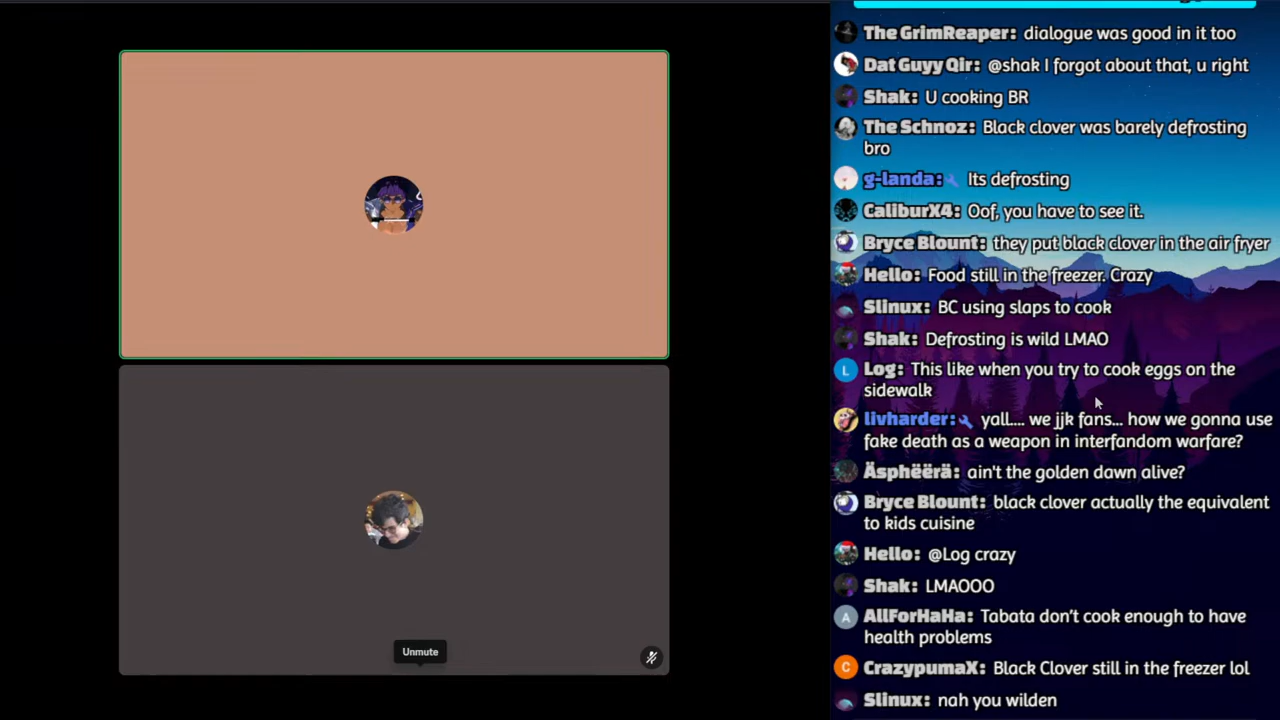 The GrimReaper: dialogue was good in it too
Dat Guyy Qir: @shak I forgot about that, u right
Shak: U cooking BR
The Schnoz: Black clover was barely defrosting
bro
g-landa: Its defrosting
CaliburX4: Oof, you have to see it.
Bryce Blount: they put black clover in the air fryer
Hello: Food still in the freezer. Crazy
Slinux: BC using slaps to cook
Shak: Defrosting is wild LMAO
L Log: This like when you try to cook eggs on the
sidewalk
livharder: yall.... we jjk fans... how we gonna use
fake death as a weapon in interfandom warfare?
Äsphëërä: ain't the golden dawn alive?
Bryce Blount: black clover actually the equivalent
to kids cuisine
Hello: @Log crazy
Shak: LMAOOO
A AllForHaHa: Tabata don't cook enough to have
health problems
C CrazypumaX: Black Clover still in the freezer lol
Slinux: nah you wilden
Unmute